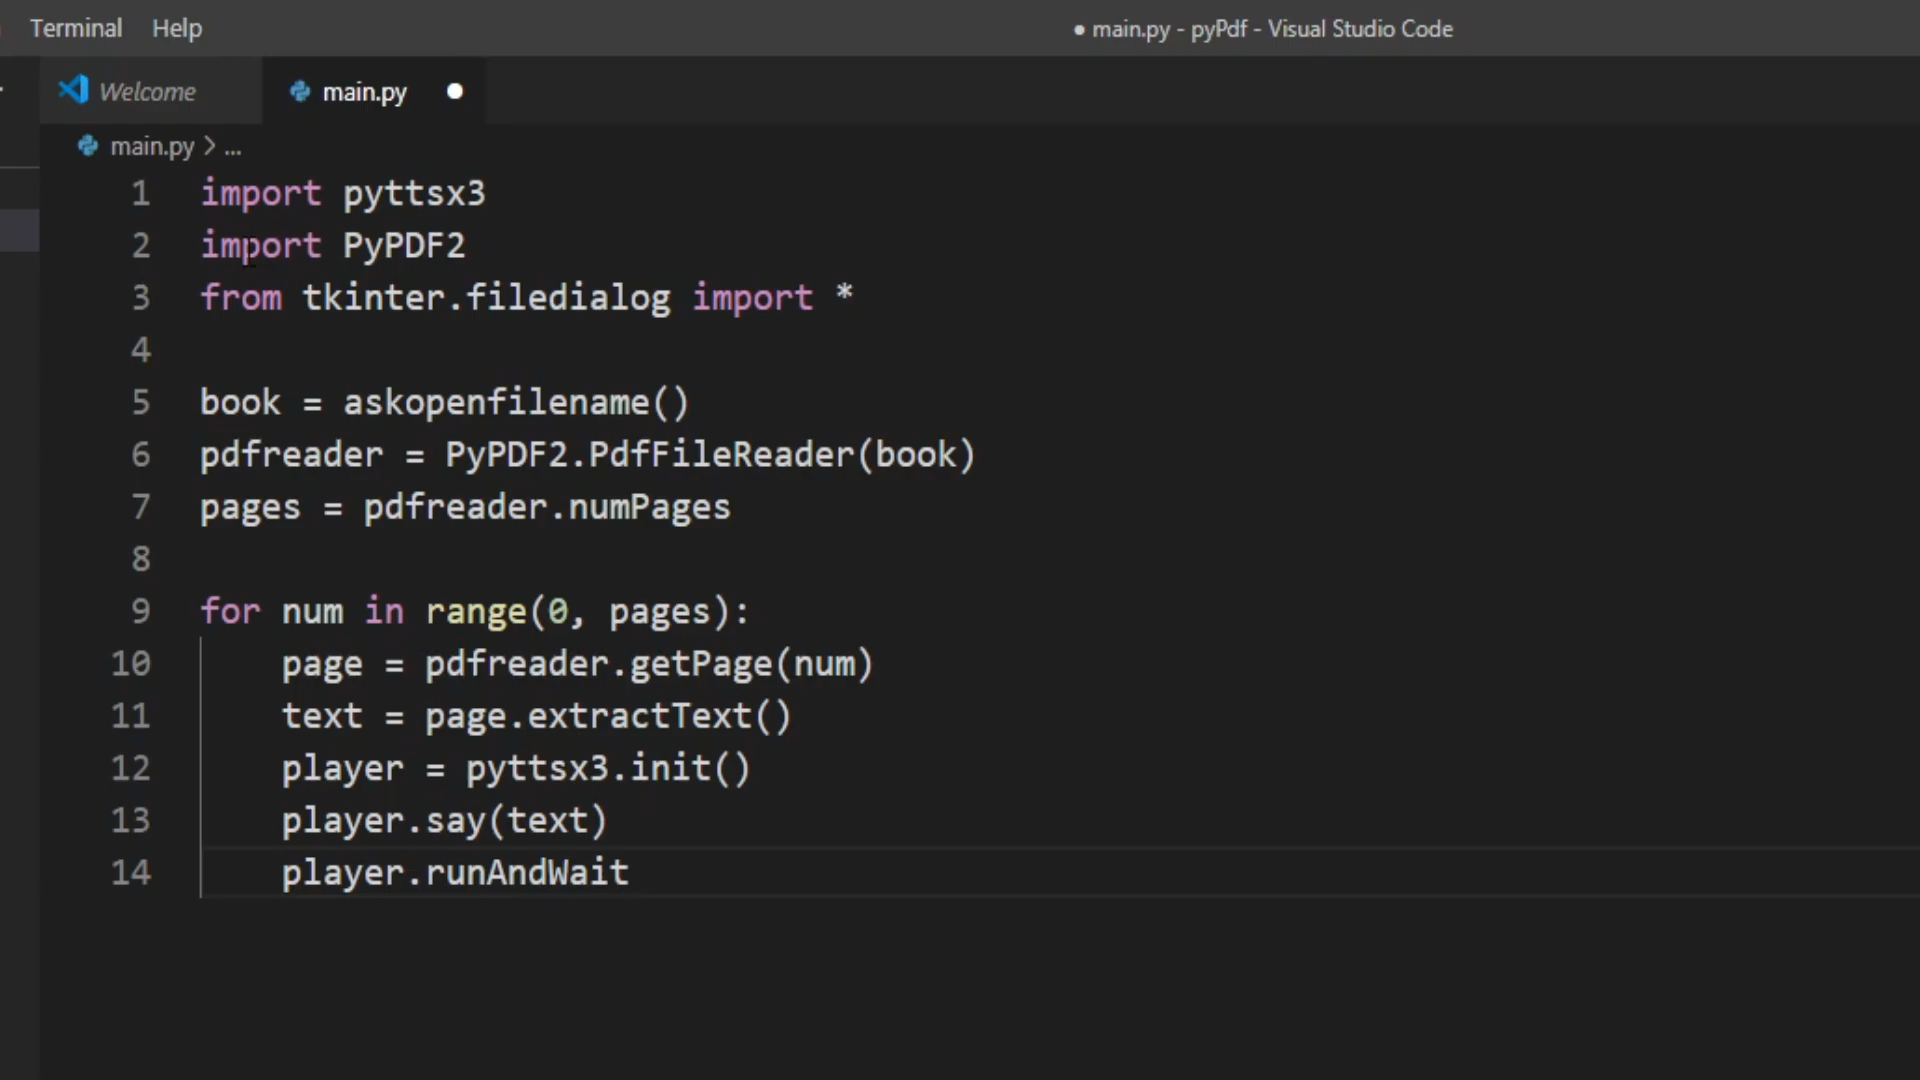 Terminal Help
● main.py - pyPdf - Visual Studio Code
Welcome
main.py
main.py > ...
1 import pyttsx3
2 import PyPDF2
3 from tkinter.filedialog import *
4
5 book = askopenfilename()
6 pdfreader = PyPDF2.PdfFileReader(book)
7 pages = pdfreader.numPages
8
9 for num in range(0, pages):
10     page = pdfreader.getPage(num)
11     text = page.extractText()
12     player = pyttsx3.init()
13     player.say(text)
14     player.runAndWait